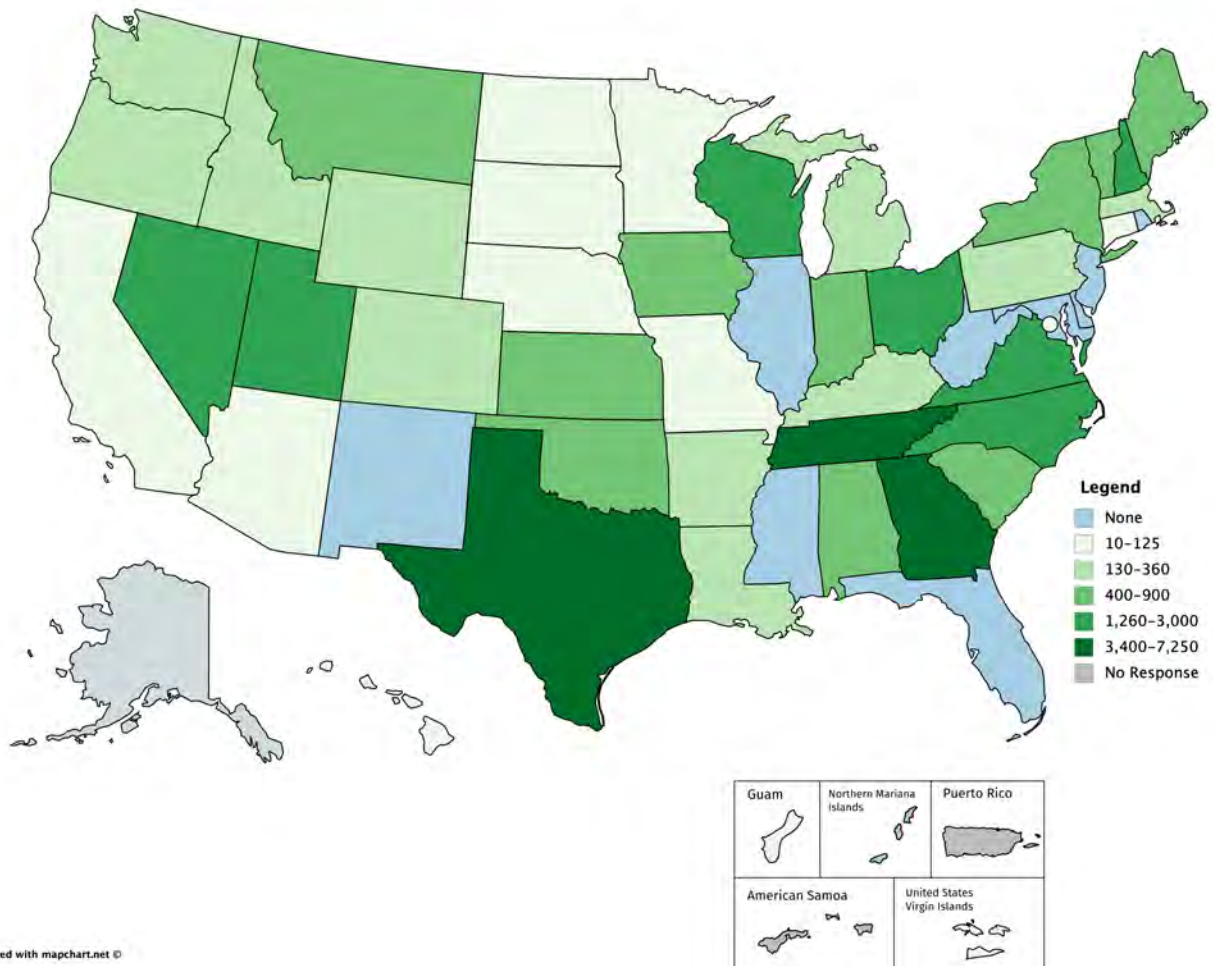 Legend
None
10-125
130-360
400-900
1,260-3,000
3,400-7,250
No Response
Guam
Northern Mariana
Islands
Puerto Rico
American Samoa
United States
Virgin Islands
ed with mapchart.net ©